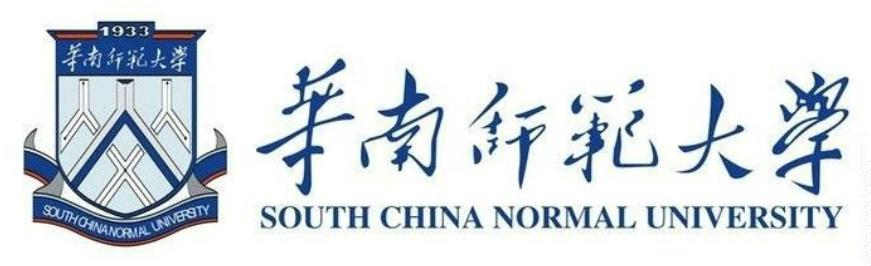 1933
華南師範大學
SOUTH CHINA NORMAL UNIVERSITY
華南師範大學
SOUTH CHINA NORMAL UNIVERSITY